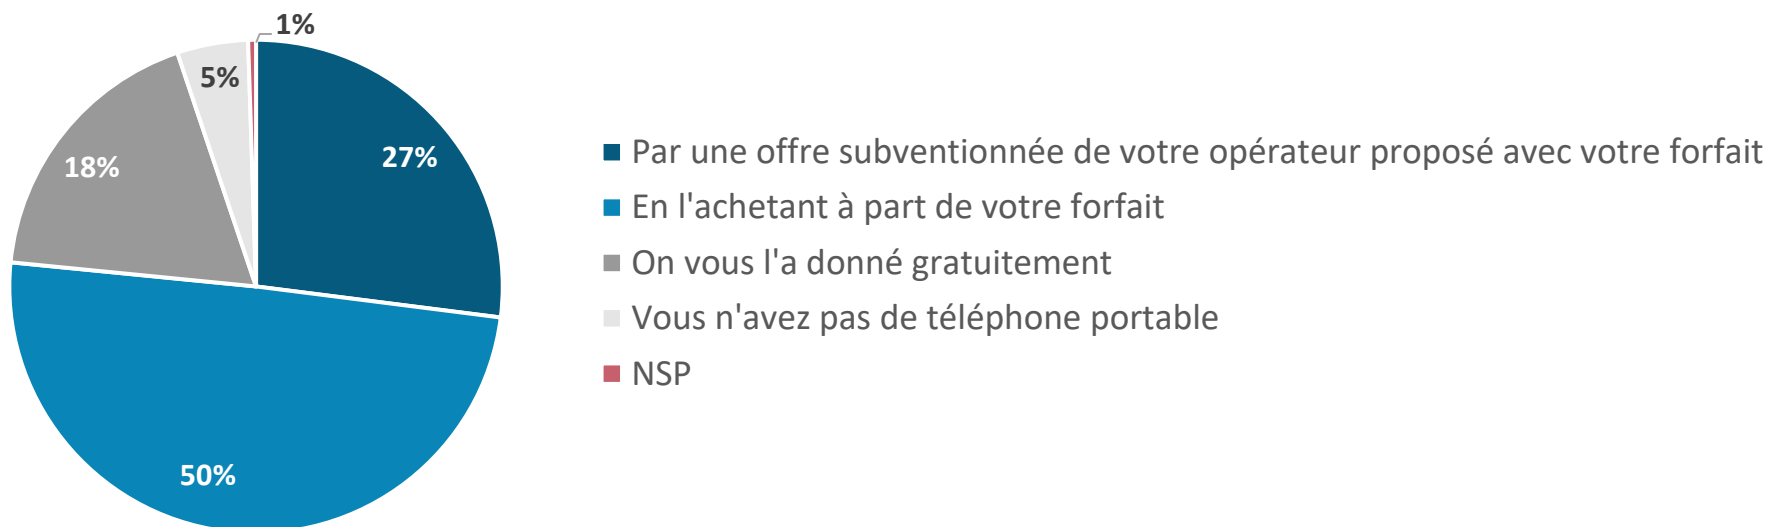 1%
5%
27%
18%
50%
Par une offre subventionnée de votre opérateur proposé avec votre forfait
En l'achetant à part de votre forfait
On vous l'a donné gratuitement
Vous n'avez pas de téléphone portable
NSP